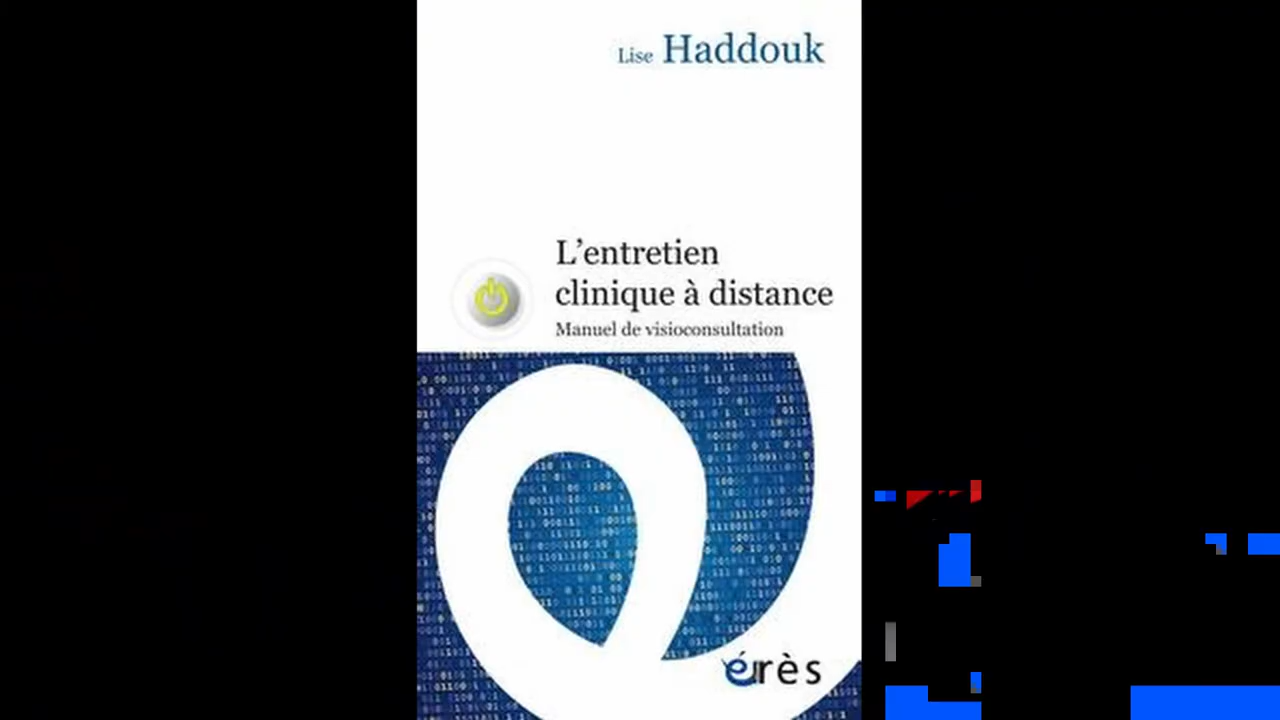 Lise Haddouk
L'entretien
clinique à distance
Manuel de visioconsultation
érès